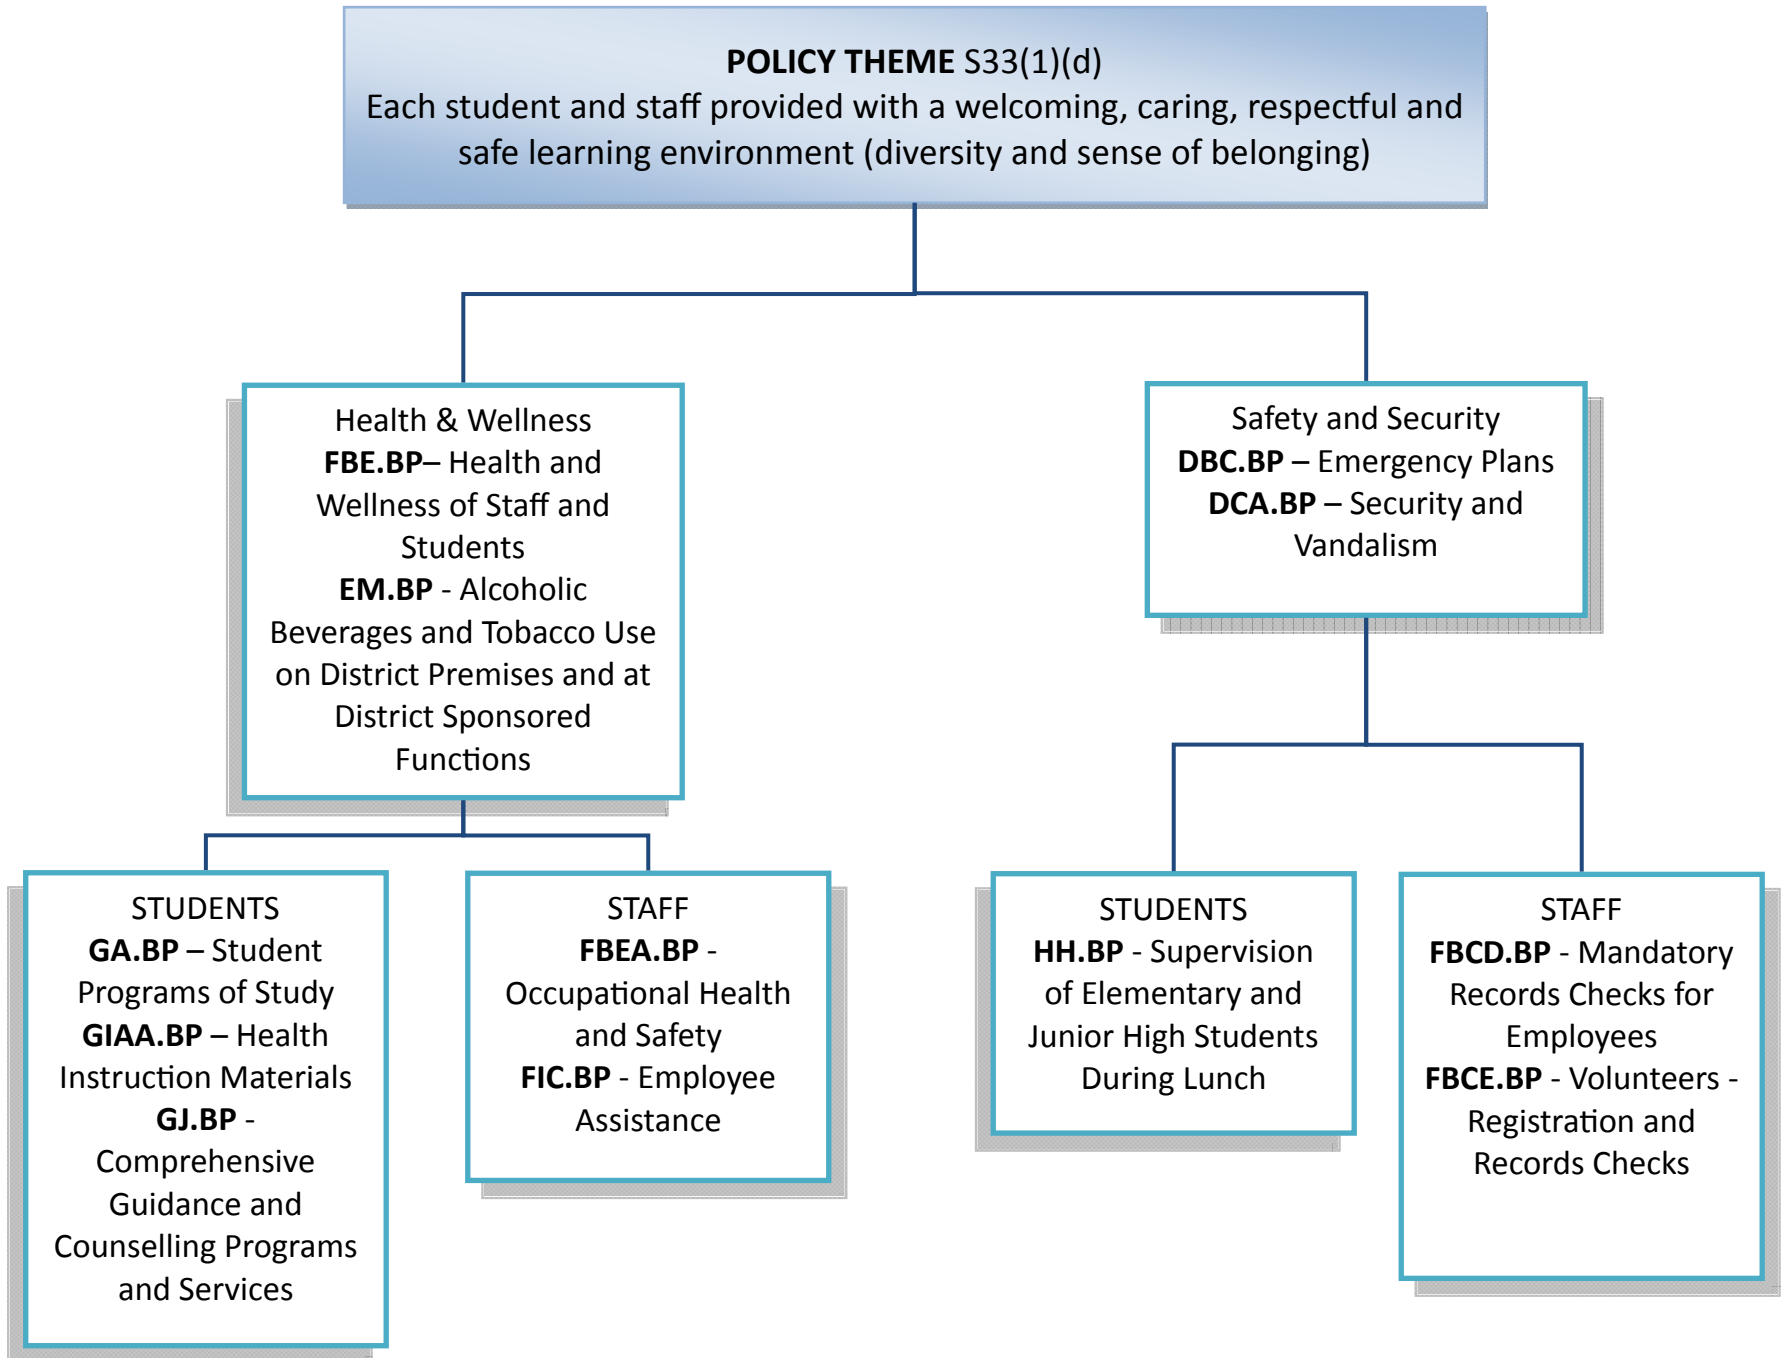 POLICY THEME S33(1)(d)
Each student and staff provided with a welcoming, caring, respectful and
safe learning environment (diversity and sense of belonging)
Health & Wellness
FBE.BP– Health and
Wellness of Staff and
Students
EM.BP - Alcoholic
Beverages and Tobacco Use
on District Premises and at
District Sponsored
Functions
Safety and Security
DBC.BP – Emergency Plans
DCA.BP – Security and
Vandalism
STUDENTS
GA.BP – Student
Programs of Study
GIAA.BP – Health
Instruction Materials
GJ.BP -
Comprehensive
Guidance and
Counselling Programs
and Services
STAFF
FBEA.BP -
Occupational Health
and Safety
FIC.BP - Employee
Assistance
STUDENTS
HH.BP - Supervision
of Elementary and
Junior High Students
During Lunch
STAFF
FBCD.BP - Mandatory
Records Checks for
Employees
FBCE.BP - Volunteers -
Registration and
Records Checks